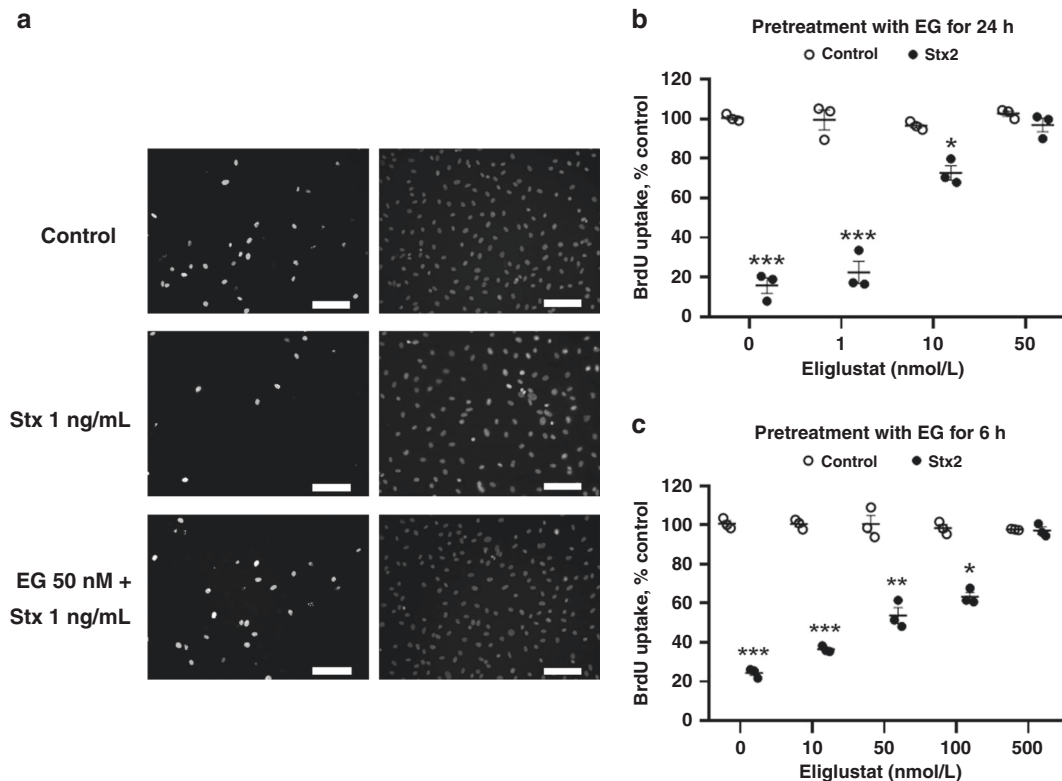 a
Control
Stx 1 ng/mL
EG 50 nM +
Stx 1 ng/mL
b
Pretreatment with EG for 24 h
Control Stx2
BrdU uptake, % control
120
100
80
60
40
20
0
*** *** *
0 1 10 50
Eliglustat (nmol/L)
c
Pretreatment with EG for 6 h
Control Stx2
BrdU uptake, % control
120
100
80
60
40
20
0
*** *** ** *
0 10 50 100 500
Eliglustat (nmol/L)